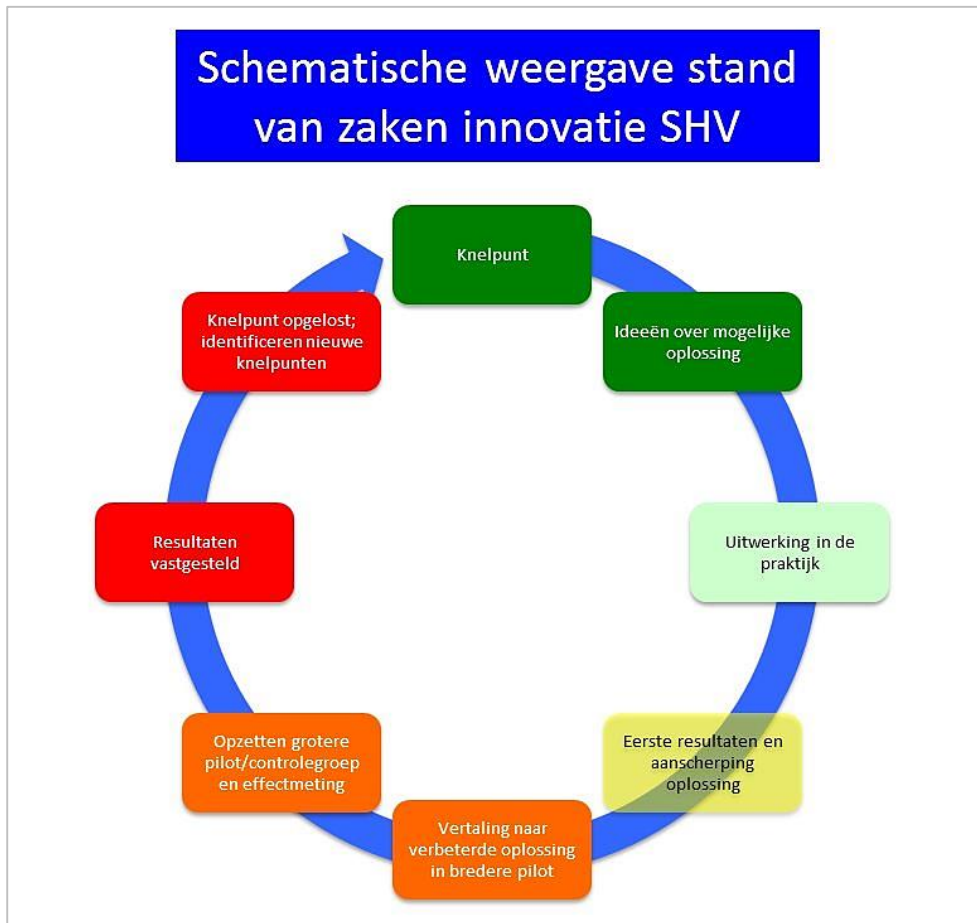 Schematische weergave stand
van zaken innovatie SHV
Knelpunt
Ideeën over mogelijke
oplossing
Uitwerking in de
praktijk
Eerste resultaten en
aanscherping
oplossing
Vertaling naar
verbeterde oplossing
in bredere pilot
Opzetten grotere
pilot/controlegroep
en effectmeting
Resultaten
vastgesteld
Knelpunt opgelost;
identificeren nieuwe
knelpunten